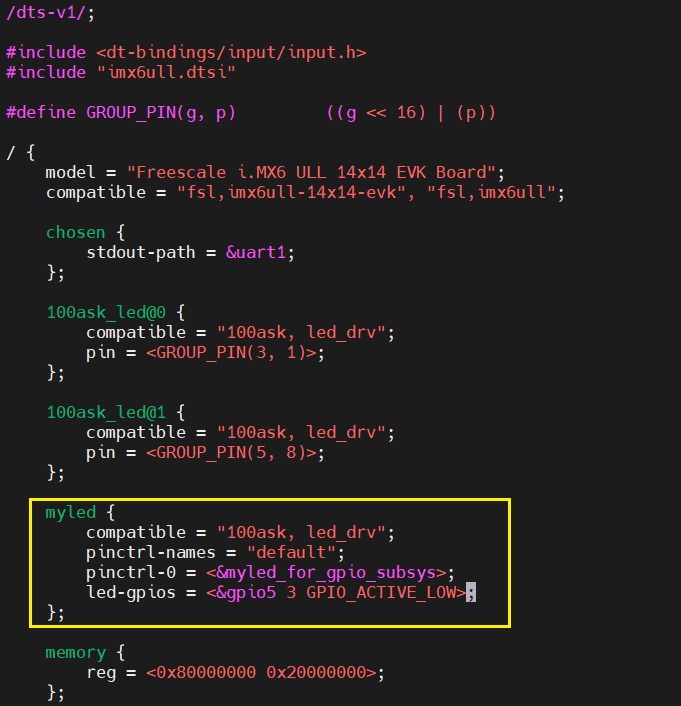 /dts-v1/;
#include <dt-bindings/input/input.h>
#include "imx6ull.dtsi"
#define GROUP_PIN(g, p)         ((g << 16) | (p))
/ {
    model = "Freescale i.MX6 ULL 14x14 EVK Board";
    compatible = "fsl,imx6ull-14x14-evk", "fsl,imx6ull";
    chosen {
        stdout-path = &uart1;
    };
    100ask_led@0 {
        compatible = "100ask, led_drv";
        pin = <GROUP_PIN(3, 1)>;
    };
    100ask_led@1 {
        compatible = "100ask, led_drv";
        pin = <GROUP_PIN(5, 8)>;
    };
    myled {
        compatible = "100ask, led_drv";
        pinctrl-names = "default";
        pinctrl-0 = <&myled_for_gpio_subsys>;
        led-gpios = <&gpio5 3 GPIO_ACTIVE_LOW>;
    };
    memory {
        reg = <0x80000000 0x20000000>;
    };